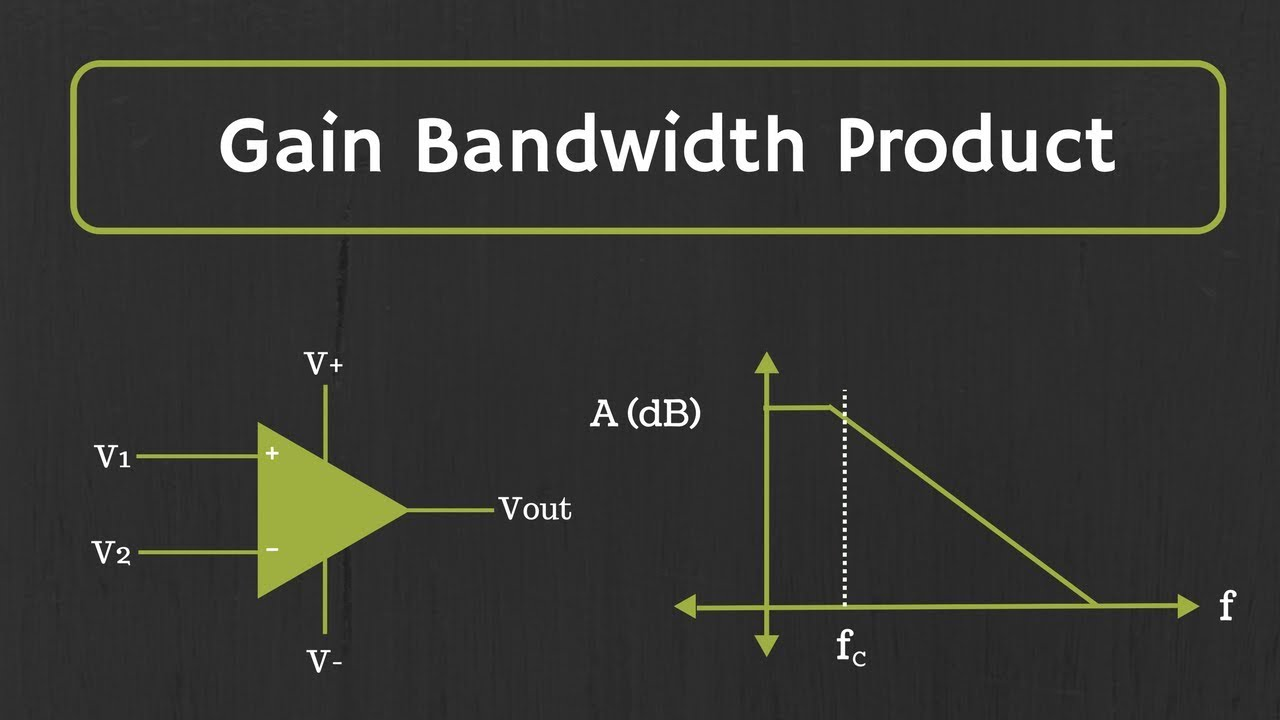 Gain Bandwidth Product
V+
V1
+
Vout
V2
−
V-
A (dB)
f
fc